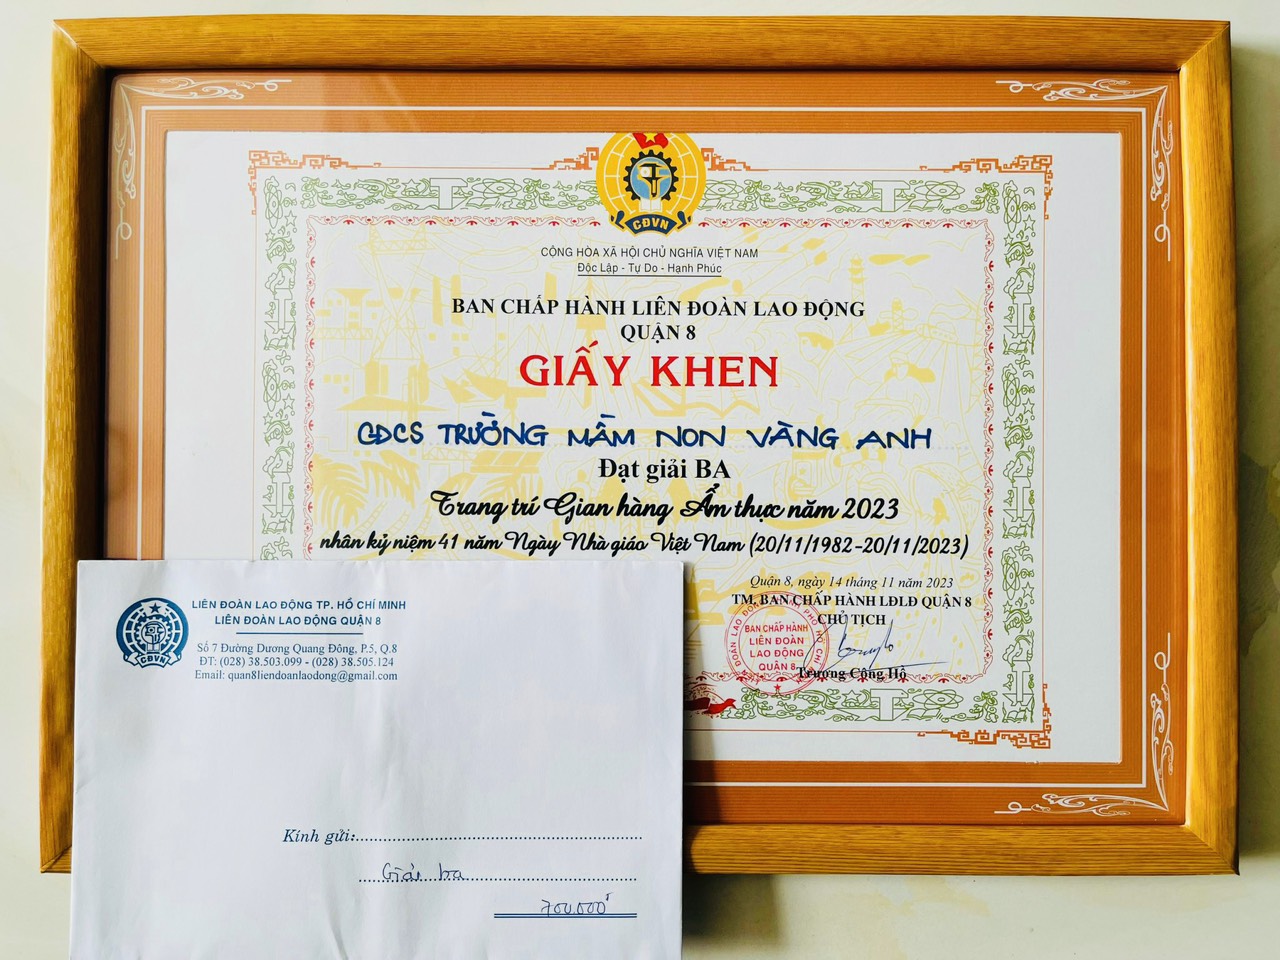 CĐVN
CỘNG HÒA XÃ HỘI CHỦ NGHĨA VIỆT NAM
Độc Lập - Tự Do - Hạnh Phúc
BAN CHẤP HÀNH LIÊN ĐOÀN LAO ĐỘNG
QUẬN 8
GIẤY KHEN
CĐCS TRƯỜNG MẦM NON VÀNG ANH
Đạt giải BA
Trang trí Gian hàng Ẩm thực năm 2023
nhân kỷ niệm 41 năm Ngày Nhà giáo Việt Nam (20/11/1982-20/11/2023)
Quận 8, ngày 14 tháng 11 năm 2023
TM. BAN CHẤP HÀNH LĐLĐ QUẬN 8
CHỦ TỊCH
BAN CHẤP HÀNH
LIÊN ĐOÀN
LAO ĐỘNG
QUẬN 8
Trương Công Hổ
CĐVN
LIÊN ĐOÀN LAO ĐỘNG TP. HỒ CHÍ MINH
LIÊN ĐOÀN LAO ĐỘNG QUẬN 8
Số 7 Đường Dương Quang Đông, P.5, Q.8
ĐT: (028) 38.503.099 - (028) 38.505.124
Email: quan8liendoanlaodong@gmail.com
Kính gửi:
Giải ba
700.000đ